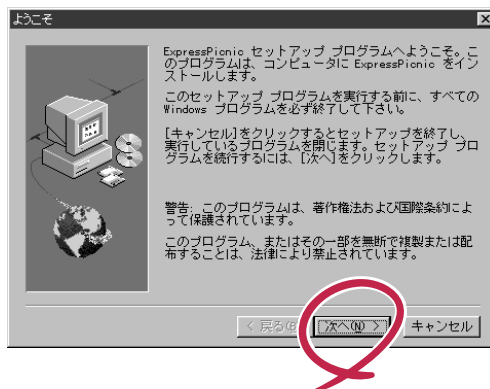 ようこそ
ExpressPionic セットアップ プログラムへようこそ。こ
のプログラムは、コンピュータに ExpressPionic をイン
ストールします。
このセットアップ プログラムを実行する前に、すべての
Windows プログラムを必ず終了して下さい。
[キャンセル]をクリックするとセットアップを終了し、
実行しているプログラムを閉じます。セットアップ プロ
グラムを続行するには、[次へ]をクリックします。
警告: このプログラムは、著作権法および国際条約によ
って保護されています。
このプログラム、またはその一部を無断で複製または配
布することは、法律により禁止されています。
< 戻る(B) 次へ(N) > キャンセル